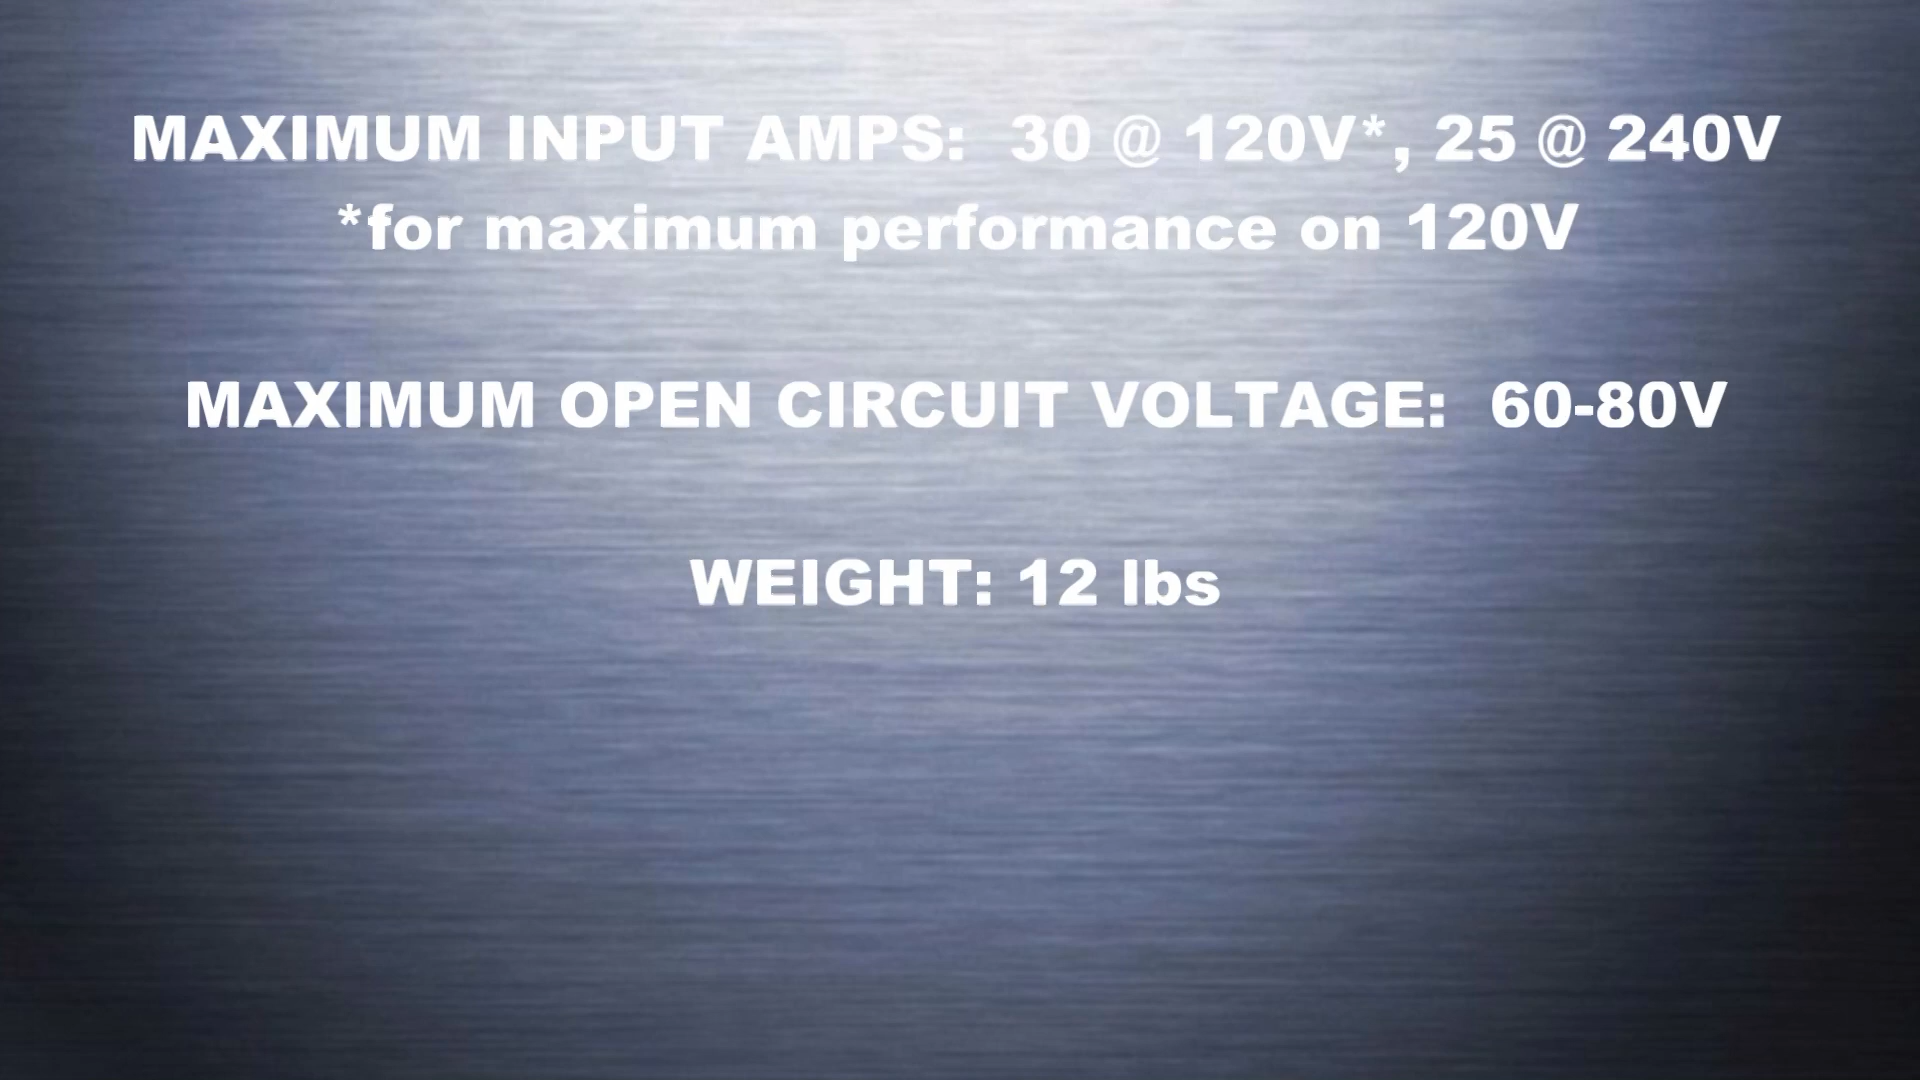 MAXIMUM INPUT AMPS: 30 @ 120V*, 25 @ 240V
*for maximum performance on 120V
MAXIMUM OPEN CIRCUIT VOLTAGE: 60-80V
WEIGHT: 12 lbs